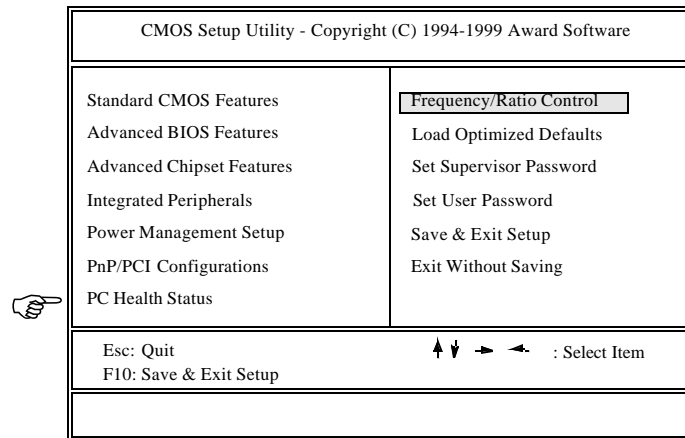 CMOS Setup Utility - Copyright (C) 1994-1999 Award Software
Standard CMOS Features
Advanced BIOS Features
Advanced Chipset Features
Integrated Peripherals
Power Management Setup
PnP/PCI Configurations
PC Health Status
Frequency/Ratio Control
Load Optimized Defaults
Set Supervisor Password
Set User Password
Save & Exit Setup
Exit Without Saving
Esc: Quit
F10: Save & Exit Setup
: Select Item